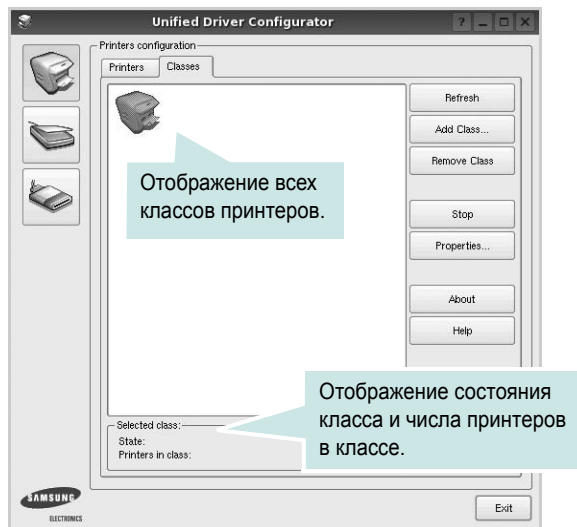 Unified Driver Configurator
Printers configuration
Printers
Classes
Refresh
Add Class...
Remove Class
Stop
Properties...
About
Help
Отображение всех
классов принтеров.
Отображение состояния
класса и числа принтеров
в классе.
Selected class:
State:
Printers in class:
SAMSUNG
ELECTRONICS
Exit